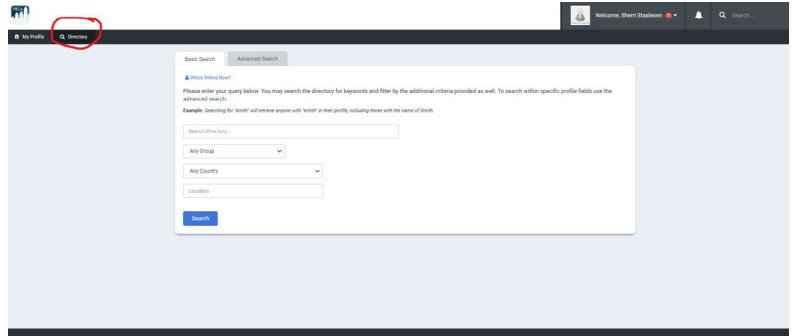 RELA
Welcome, Sherri Staalesen 1
Search...
My Profile Directory
Basic Search Advanced Search
Who's Online Now?
Please enter your query below. You may search the directory for keywords and filter by the additional criteria provided as well. To search within specific profile fields use the
advanced search.
Example: Searching for "smith" will retrieve anyone with "smith" in their profile, including those with the name of Smith.
Search Directory...
Any Group
Any Country
Location
Search